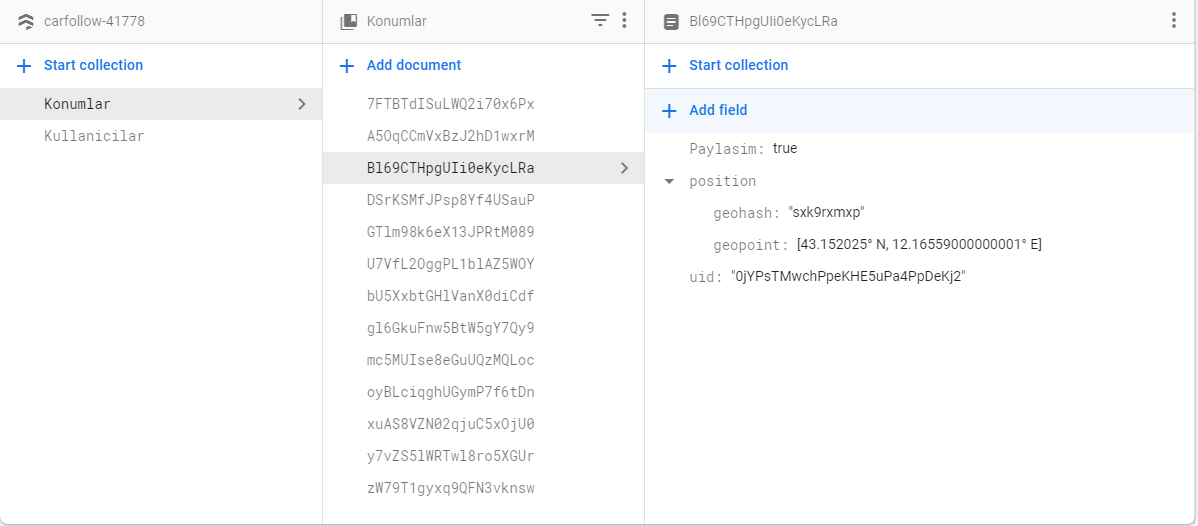 carfollow-41778
Start collection
Konumlar
Kullanicilar
Konumlar
Add document
7FTBTdISuLWQ2i70x6Px
A5OqCCmVxBzJ2hD1wxrM
Bl69CTHpgUIi0eKycLRa
DSrKSMfJPsp8Yf4USauP
GTlm98k6eX13JPRtM089
U7VfL2OggPL1blAZ5WOY
bU5XxbtGHlVanX0diCdf
gl6GkuFnw5BtW5gY7Qy9
mc5MUIse8eGuUQzMQLoc
oyBLciqghUGymP7f6tDn
xuAS8VZN02qjuC5xOjU0
y7vZS5lWRTwl8ro5XGUr
zW79T1gyxq9QFN3vknsw
Bl69CTHpgUIi0eKycLRa
Start collection
Add field
Paylasim: true
position
geohash: "sxk9rxmxp"
geopoint: [43.152025° N, 12.16559000000001° E]
uid: "0jYPsTMwchPpeKHE5uPa4PpDeKj2"